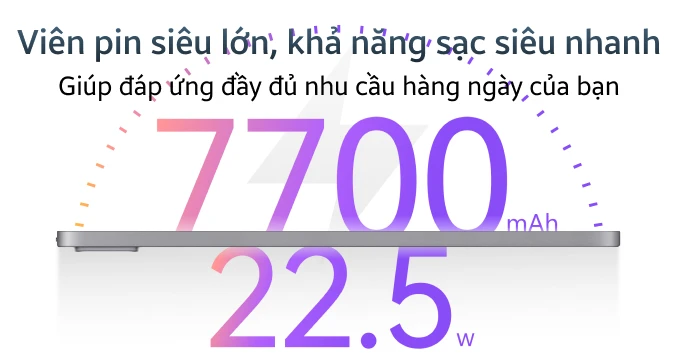 Viên pin siêu lớn, khả năng sạc siêu nhanh
Giúp đáp ứng đầy đủ nhu cầu hàng ngày của bạn
7700 mAh
22.5 w